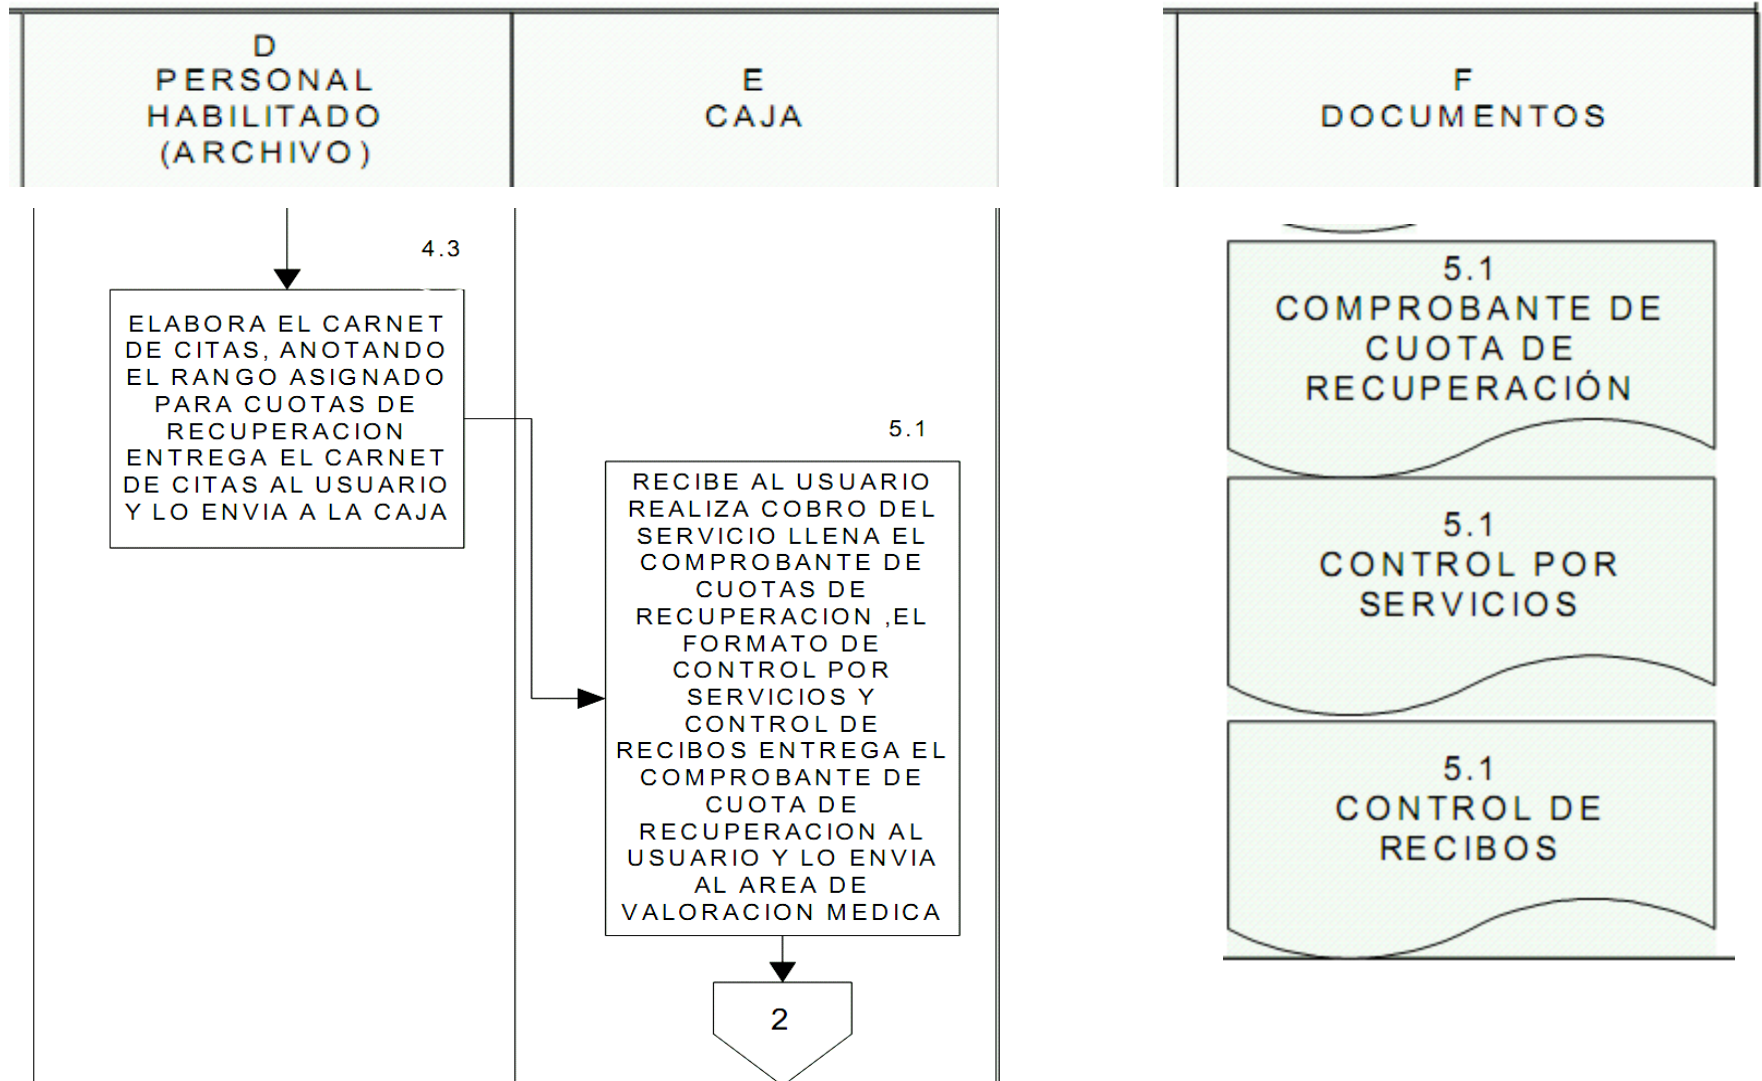 D
PERSONAL
HABILITADO
(ARCHIVO)
E
CAJA
F
DOCUMENTOS
4.3
ELABORA EL CARNET
DE CITAS, ANOTANDO
EL RANGO ASIGNADO
PARA CUOTAS DE
RECUPERACION
ENTREGA EL CARNET
DE CITAS AL USUARIO
Y LO ENVIA A LA CAJA
5.1
RECIBE AL USUARIO
REALIZA COBRO DEL
SERVICIO LLENA EL
COMPROBANTE DE
CUOTAS DE
RECUPERACION ,EL
FORMATO DE
CONTROL POR
SERVICIOS Y
CONTROL DE
RECIBOS ENTREGA EL
COMPROBANTE DE
CUOTA DE
RECUPERACION AL
USUARIO Y LO ENVIA
AL AREA DE
VALORACION MEDICA
2
5.1
COMPROBANTE DE
CUOTA DE
RECUPERACIÓN
5.1
CONTROL POR
SERVICIOS
5.1
CONTROL DE
RECIBOS